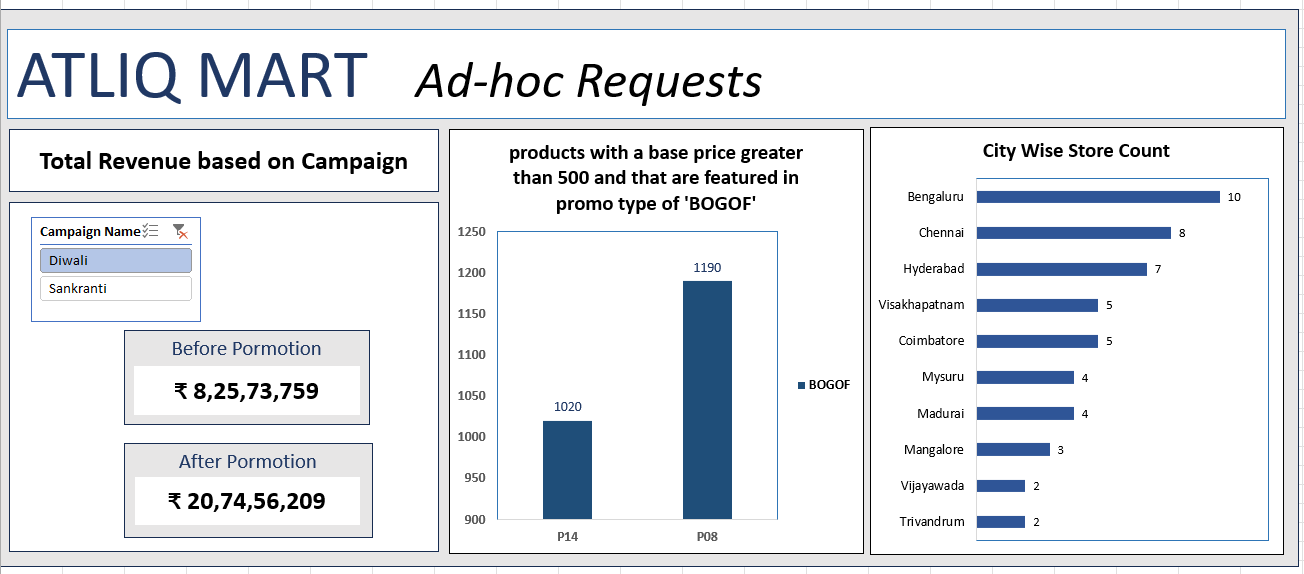 ATLIQ MART Ad-hoc Requests
Total Revenue based on Campaign
Campaign Name
Diwali
Sankranti
Before Pormotion
₹ 8,25,73,759
After Pormotion
₹ 20,74,56,209
products with a base price greater
than 500 and that are featured in
promo type of 'BOGOF'
1250
1200
1150
1100
1050
1000
950
900
1020
1190
P14
P08
BOGOF
City Wise Store Count
Bengaluru 10
Chennai 8
Hyderabad 7
Visakhapatnam 5
Coimbatore 5
Mysuru 4
Madurai 4
Mangalore 3
Vijayawada 2
Trivandrum 2